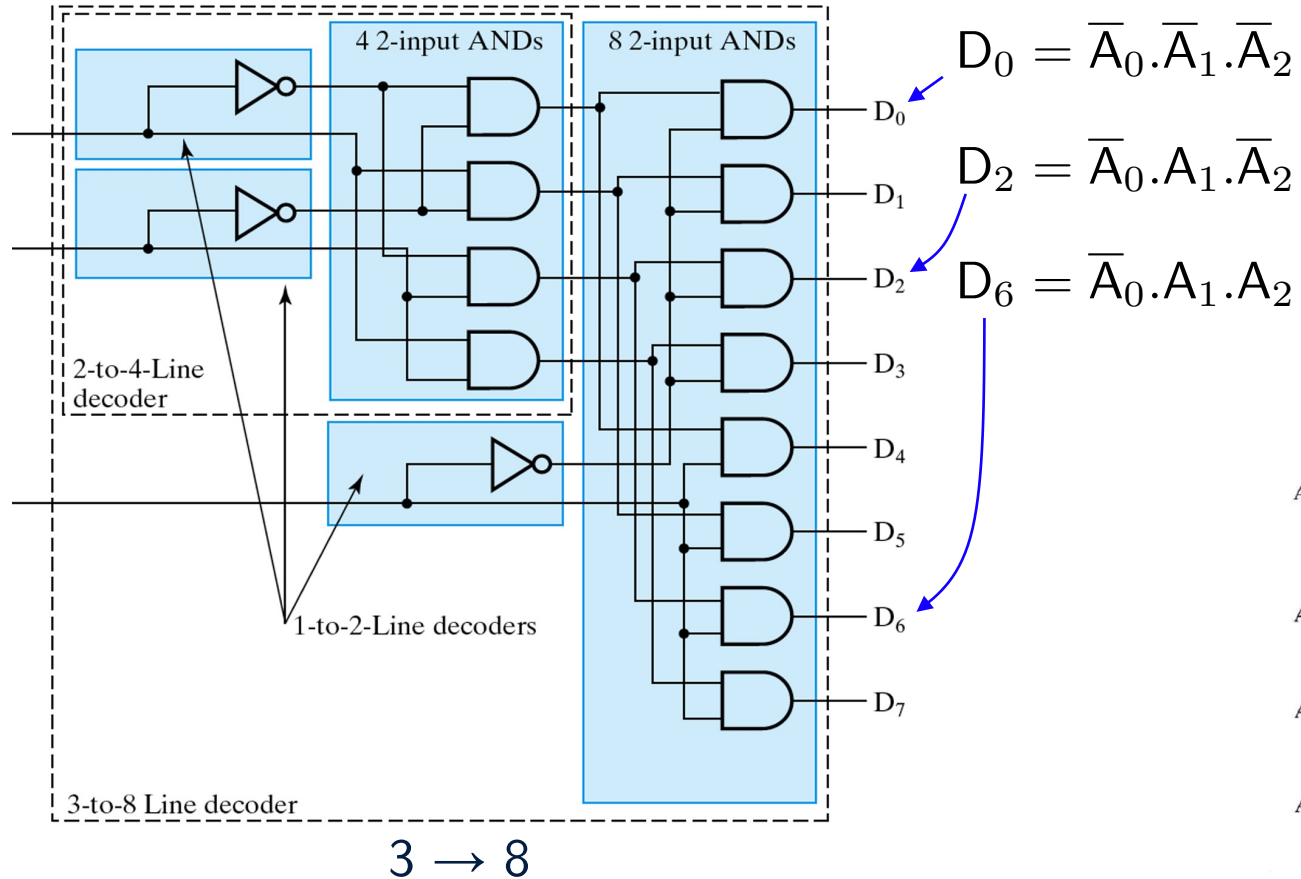 4 2-input ANDs
8 2-input ANDs
D₀ = A̅₀.A̅₁.A̅₂
D₀
D₂ = A̅₀.A₁.A̅₂
D₁
D₂
D₆ = A̅₀.A₁.A₂
2-to-4-Line
decoder
D₃
D₄
D₅
1-to-2-Line decoders
D₆
D₇
3-to-8 Line decoder
3 → 8